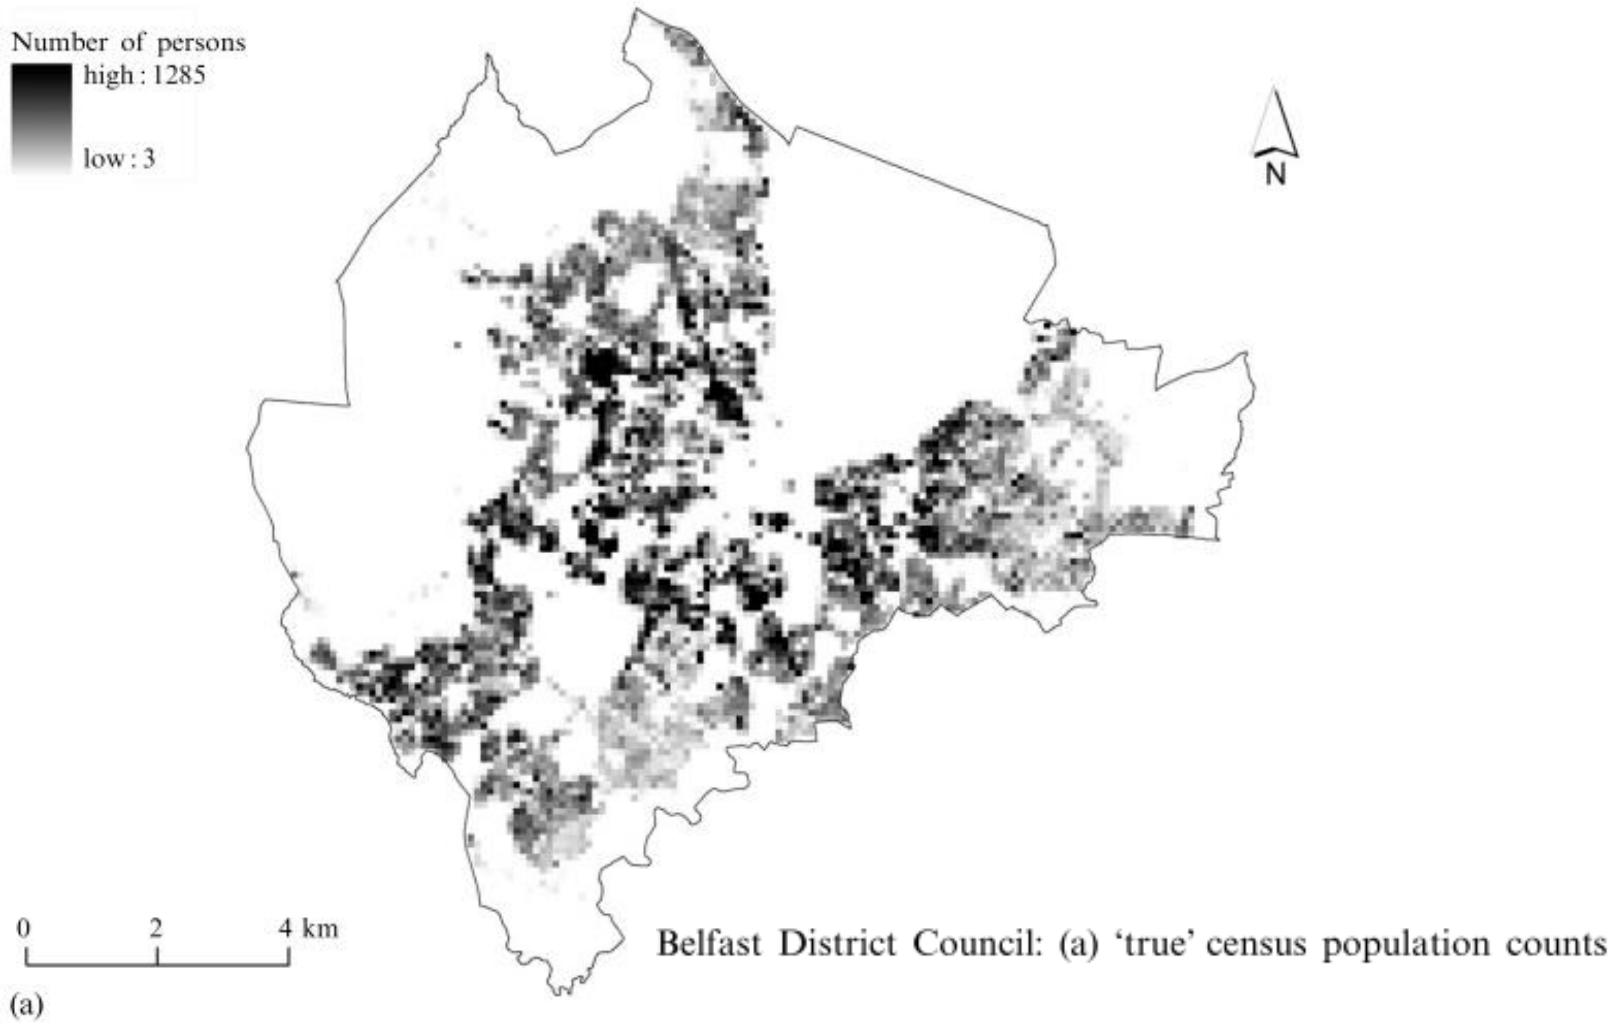 Number of persons
high : 1285
low : 3
N
0 2 4 km
Belfast District Council: (a) ‘true’ census population counts
(a)